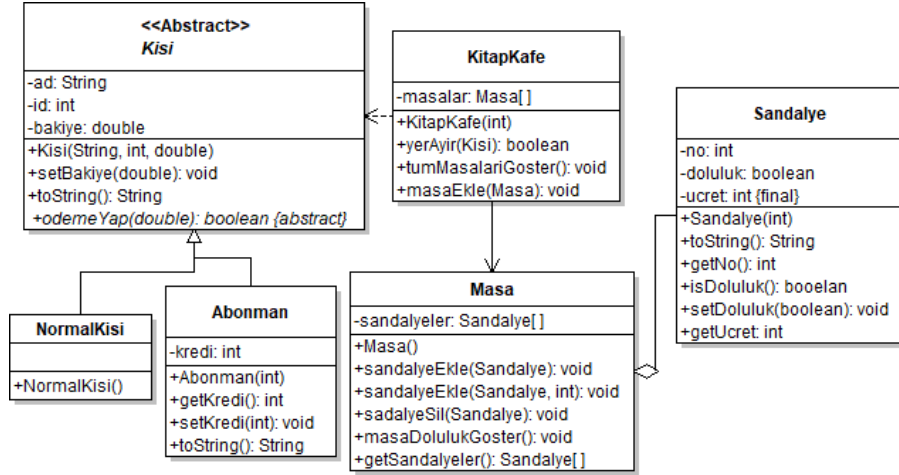 <<Abstract>>
Kisi
-ad: String
-id: int
-bakiye: double
+Kisi(String, int, double)
+setBakiye(double): void
+toString(): String
+odemeYap(double): boolean {abstract}
KitapKafe
-masalar: Masa[ ]
+KitapKafe(int)
+yerAyir(Kisi): boolean
+tumMasalariGoster(): void
+masaEkle(Masa): void
Sandalye
-no: int
-doluluk: boolean
-ucret: int {final}
+Sandalye(int)
+toString(): String
+getNo(): int
+isDoluluk(): booelan
+setDoluluk(boolean): void
+getUcret: int
NormalKisi
+NormalKisi()
Abonman
-kredi: int
+Abonman(int)
+getKredi(): int
+setKredi(int): void
+toString(): String
Masa
-sandalyeler: Sandalye[ ]
+Masa()
+sandalyeEkle(Sandalye): void
+sandalyeEkle(Sandalye, int): void
+sadalyeSil(Sandalye): void
+masaDolulukGoster(): void
+getSandalyeler(): Sandalye[ ]